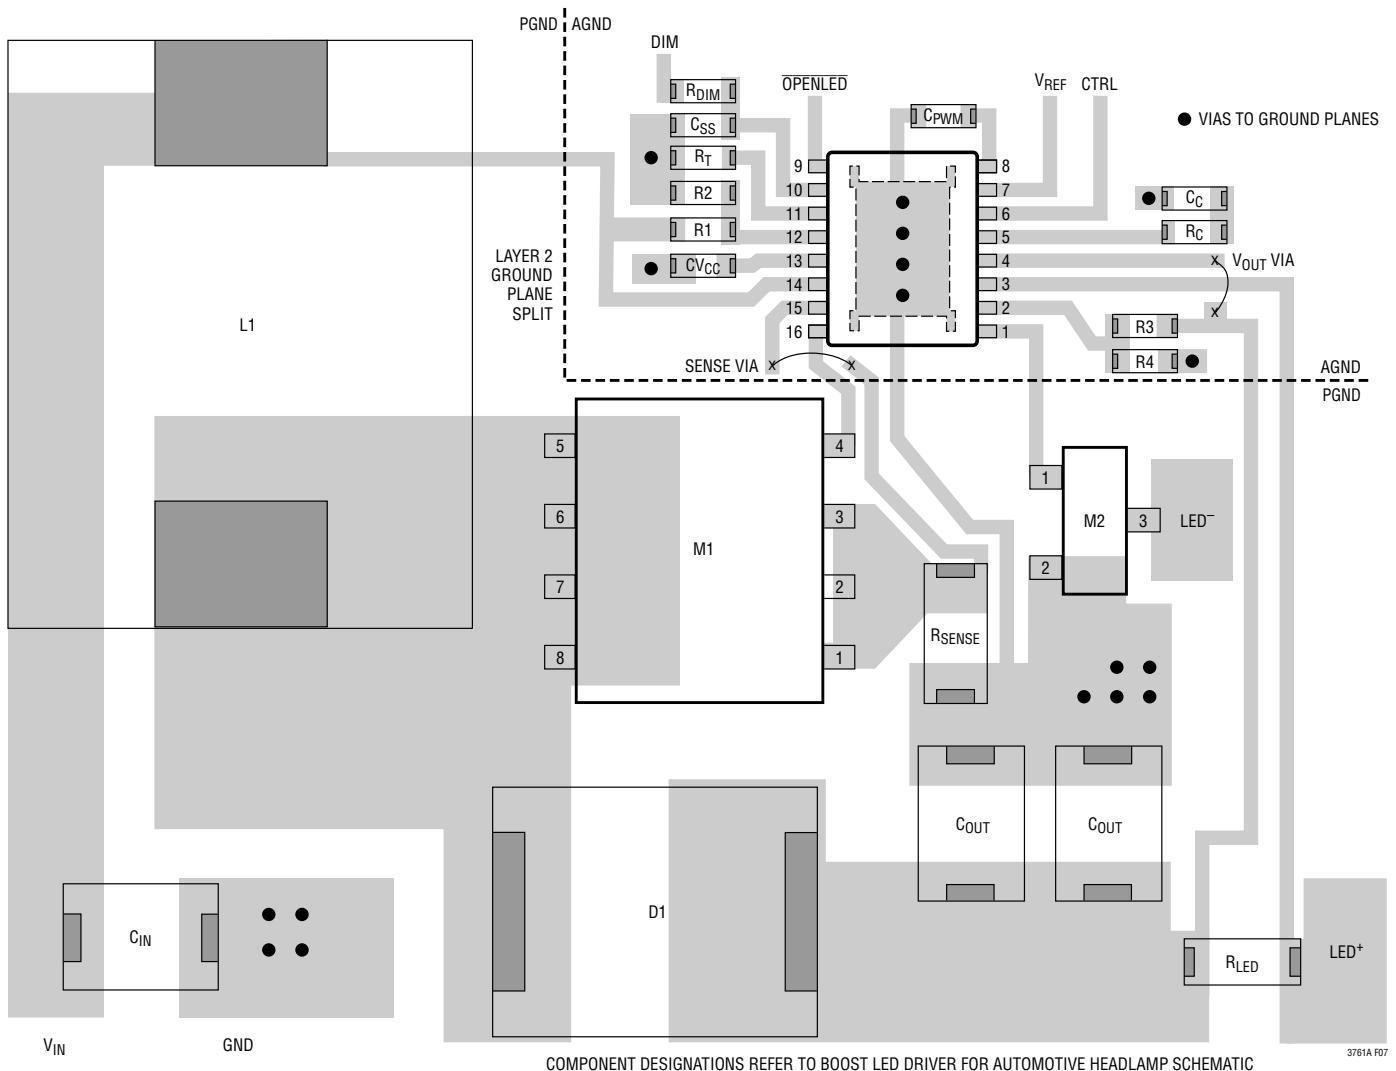 PGND AGND
DIM
OPENLED
VREF CTRL
RDIM
CPWM
VIAS TO GROUND PLANES
CSS
RT
9
8
R2
10
7
CC
11
6
R1
12
5
RC
CVCC
13
4
VOUT VIA
LAYER 2
GROUND
PLANE
SPLIT
14
3
15
2
16
1
R3
L1
R4
SENSE VIA
AGND
PGND
5
4
1
6
3
M2
3
LED–
M1
2
7
2
8
1
RSENSE
COUT
COUT
D1
CIN
RLED
LED+
VIN
GND
COMPONENT DESIGNATIONS REFER TO BOOST LED DRIVER FOR AUTOMOTIVE HEADLAMP SCHEMATIC
3761A F07
x
x
x
x